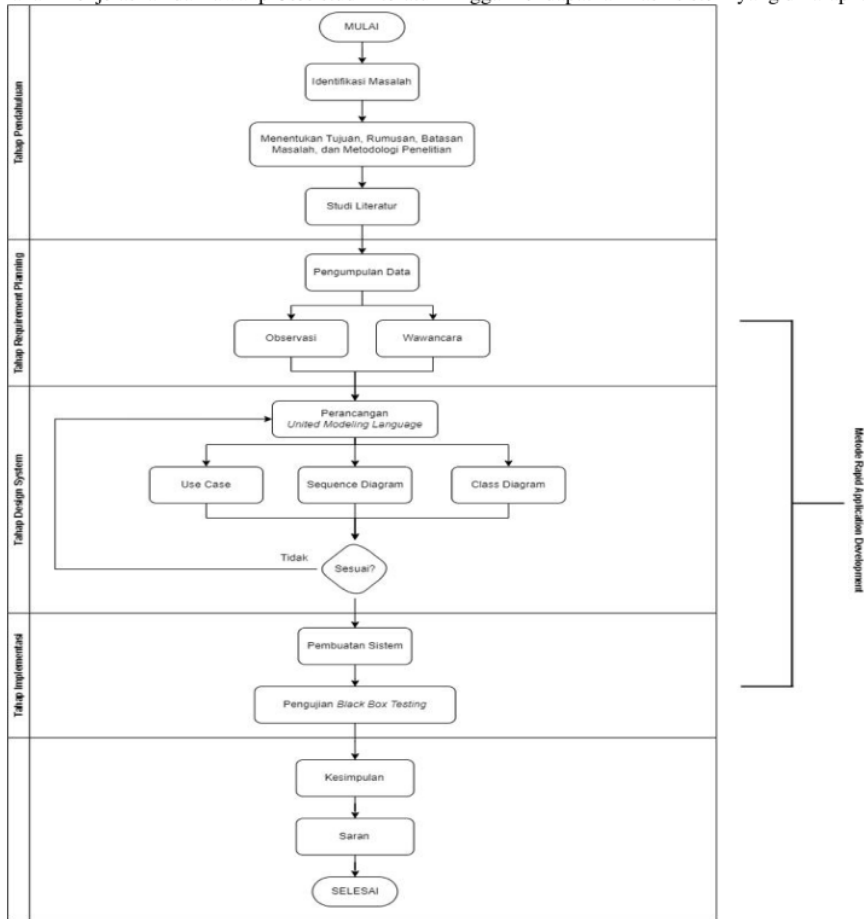 MULAI
Tahap Pendahuluan
Identifikasi Masalah
Menentukan Tujuan, Rumusan, Batasan
Masalah, dan Metodologi Penelitian
Studi Literatur
Tahap Requirement Planning
Pengumpulan Data
Observasi
Wawancara
Tahap Design System
Perancangan
United Modeling Language
Use Case
Sequence Diagram
Class Diagram
Tidak
Sesuai?
Tahap Implementasi
Pembuatan Sistem
Pengujian Black Box Testing
Kesimpulan
Saran
SELESAI
Metode Rapid Application Development